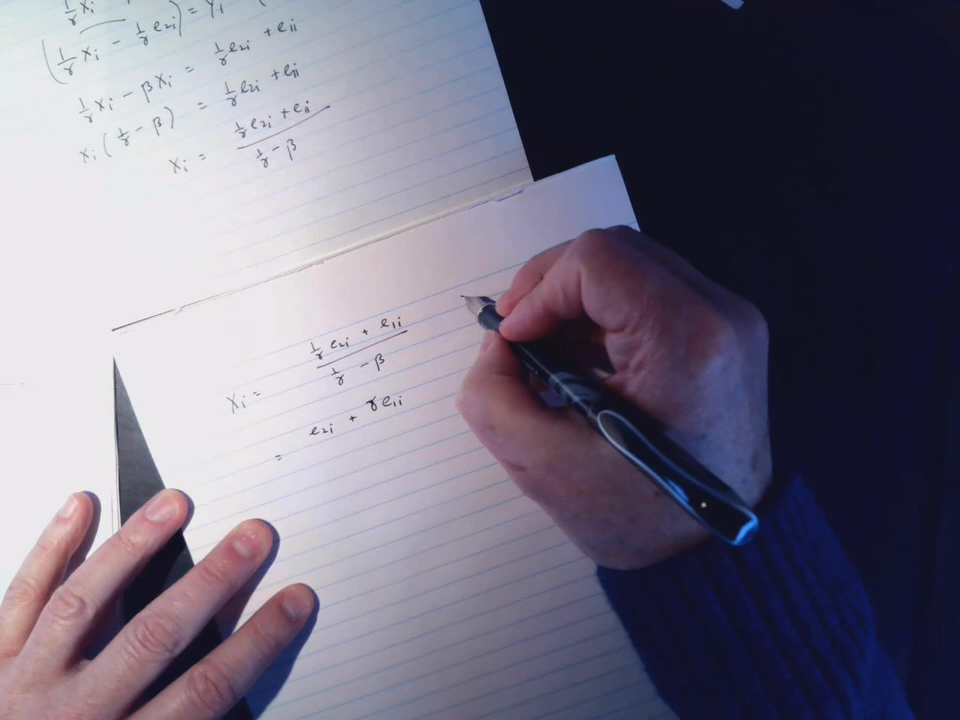 (1/γ xi − 1/γ e2i) = yi
1/γ xi − βxi = 1/γ e2i + e1i
xi (1/γ − β) = 1/γ e2i + e1i
xi = (1/γ e2i + e1i) / (1/γ − β)
xi = (1/γ e2i + e1i) / (1/γ − β)
= e2i + γe1i